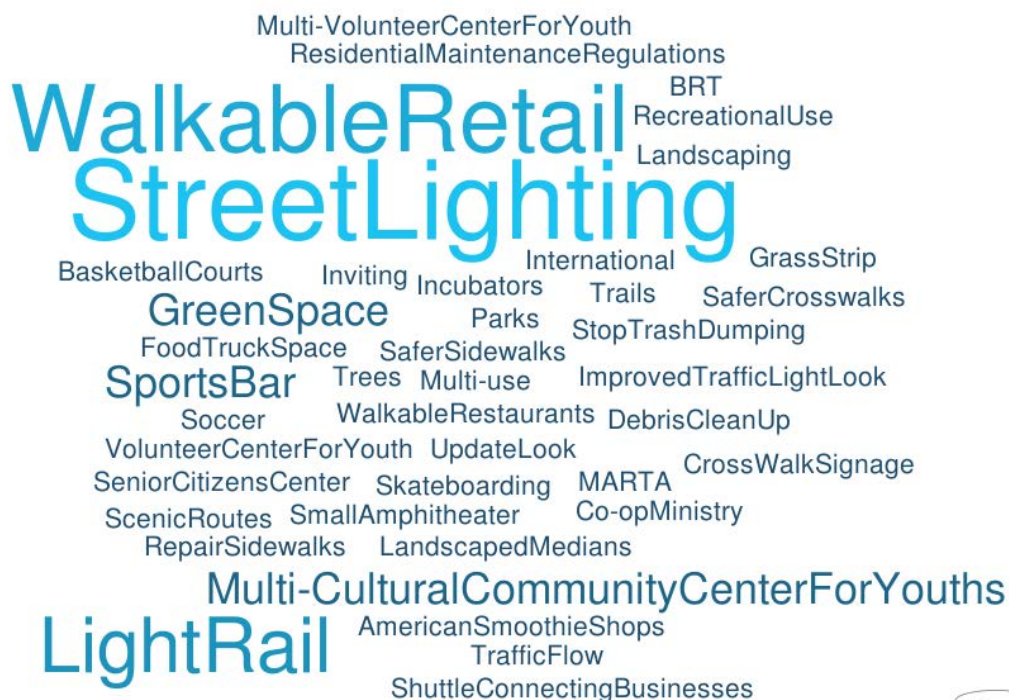 Multi-VolunteerCenterForYouth
ResidentialMaintenanceRegulations
BRT
WalkableRetail
RecreationalUse
Landscaping
StreetLighting
International
GrassStrip
BasketballCourts
Inviting
Incubators
Trails
SaferCrosswalks
GreenSpace
Parks
StopTrashDumping
FoodTruckSpace
SaferSidewalks
SportsBar
Trees
Multi-use
ImprovedTrafficLightLook
Soccer
WalkableRestaurants
DebrisCleanUp
VolunteerCenterForYouth
UpdateLook
CrossWalkSignage
SeniorCitizensCenter
Skateboarding
MARTA
ScenicRoutes
SmallAmphitheater
Co-opMinistry
RepairSidewalks
LandscapedMedians
Multi-CulturalCommunityCenterForYouths
LightRail
AmericanSmoothieShops
TrafficFlow
ShuttleConnectingBusinesses